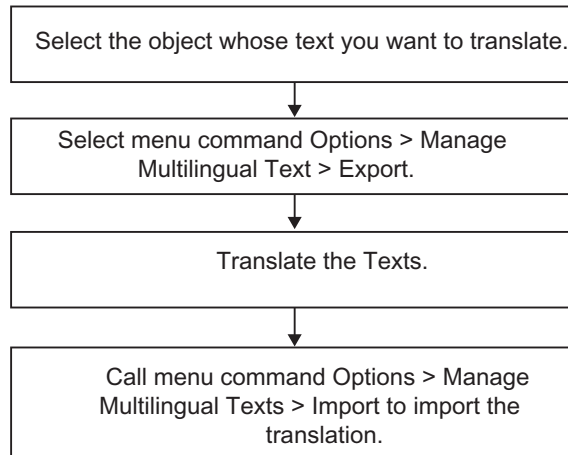 Select the object whose text you want to translate.
Select menu command Options > Manage
Multilingual Text > Export.
Translate the Texts.
Call menu command Options > Manage
Multilingual Texts > Import to import the
translation.